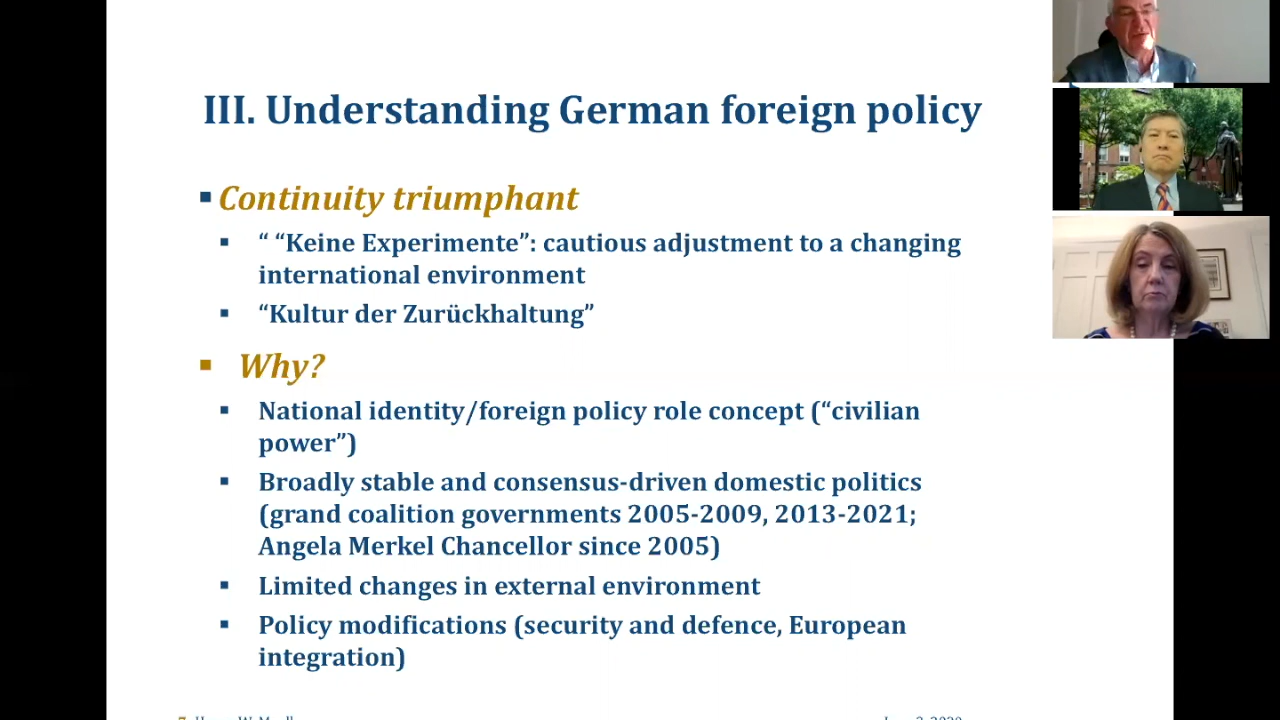 III. Understanding German foreign policy
▪ Continuity triumphant
▪ “ “Keine Experimente”: cautious adjustment to a changing
international environment
▪ “Kultur der Zurückhaltung”
▪ Why?
▪ National identity/foreign policy role concept (“civilian
power”)
▪ Broadly stable and consensus-driven domestic politics
(grand coalition governments 2005-2009, 2013-2021;
Angela Merkel Chancellor since 2005)
▪ Limited changes in external environment
▪ Policy modifications (security and defence, European
integration)